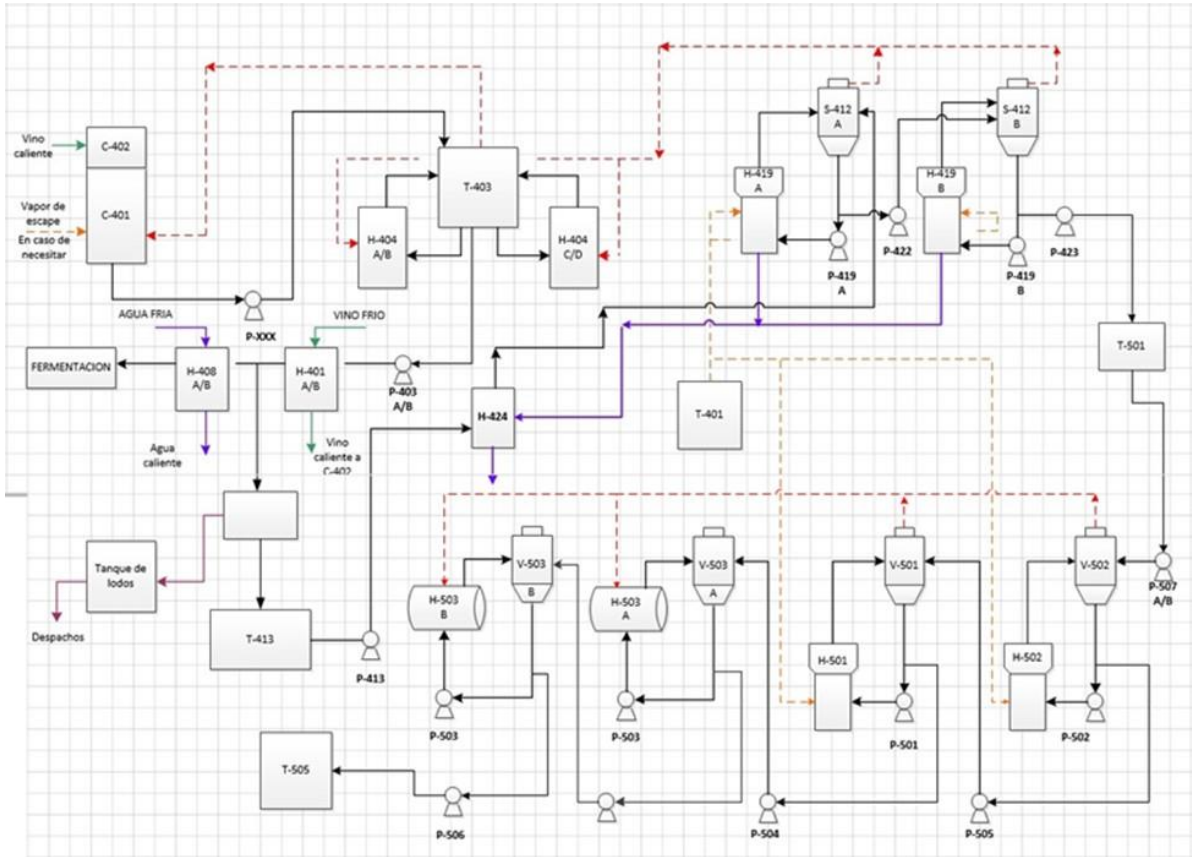 Vino
caliente
C-402
Vapor de
escape
En caso de
necesitar
C-401
T-403
H-404
A/B
H-404
C/D
P-XXX
S-412
A
S-412
B
H-419
A
H-419
B
P-422
P-423
P-419
A
P-419
B
AGUA FRIA
VINO FRIO
FERMENTACION
H-408
A/B
H-401
A/B
P-403
A/B
Agua
caliente
Vino
caliente a
C-402
H-424
T-401
T-501
Tanque de
lodos
Despachos
T-413
P-413
H-503
B
V-503
B
H-503
A
V-503
A
V-501
V-502
P-507
A/B
H-501
H-502
P-503
P-503
P-501
P-502
T-505
P-506
P-504
P-505